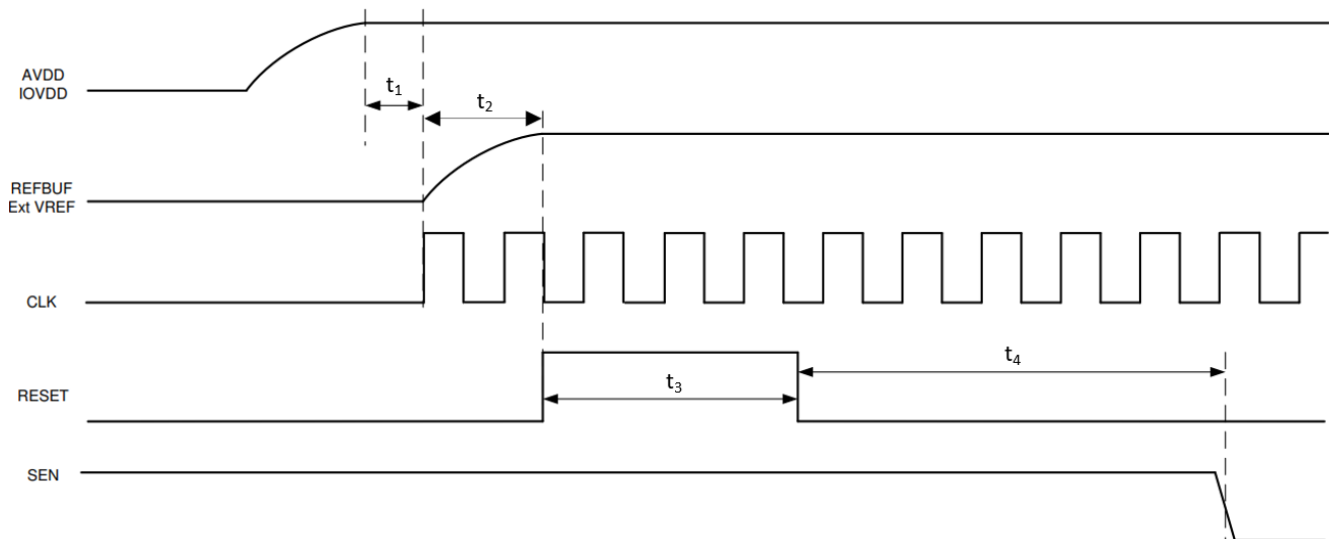 AVDD
IOVDD
t₁
t₂
REFBUF
Ext VREF
CLK
RESET
t₃
t₄
SEN